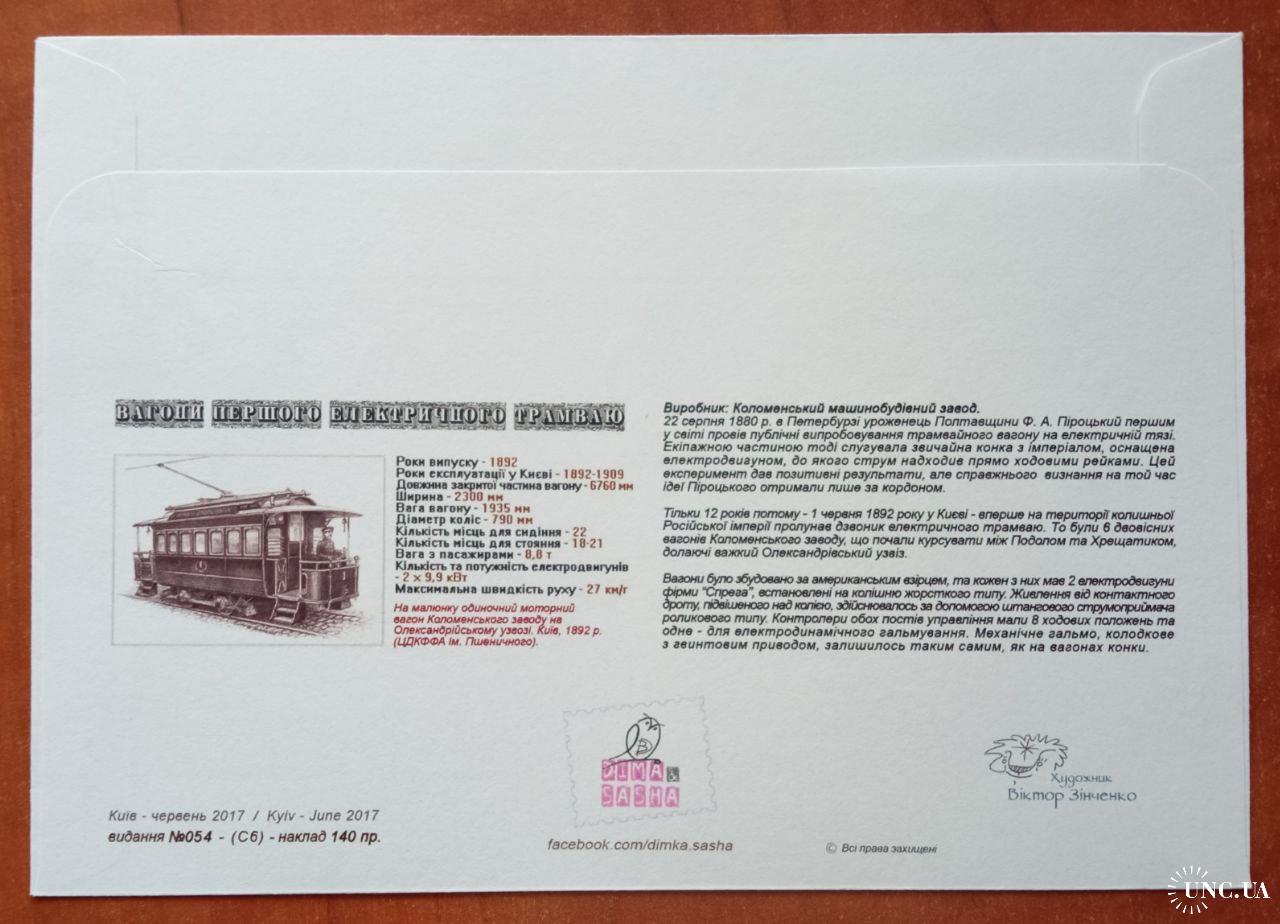 ВАГОНИ ПЕРШОГО ЕЛЕКТРИЧНОГО ТРАМВАЮ
Роки випуску - 1892
Роки експлуатації у Києві - 1892-1909
Довжина закритої частина вагону - 6760 мм
Ширина - 2300 мм
Вага вагону - 1935 мм
Діаметр коліс - 790 мм
Кількість місць для сидіння - 22
Кількість місць для стояння - 18-21
Вага з пасажирами - 8,8 т
Кількість та потужність електродвигунів
- 2 × 9,9 кВт
Максимальна швидкість руху - 27 км/г
На малюнку одиночний моторний
вагон Коломенського заводу на
Олександрійському узвозі. Київ, 1892 р.
(ЦДКФФА ім. Пшеничного).
Виробник: Коломенський машинобудівний завод.
22 серпня 1880 р. в Петербурзі уроженець Полтавщини Ф. А. Піроцький першим
у світі провів публічні випробовування трамвайного вагону на електричній тязі.
Екіпажною частиною тоді слугувала звичайна конка з імперіалом, оснащена
електродвигуном, до якого струм надходив прямо ходовими рейками. Цей
експеримент дав позитивні результати, але справжнього визнання на той час
ідеї Піроцького отримали лише за кордоном.
Тільки 12 років потому - 1 червня 1892 року у Києві - вперше на території колишньої
Російської імперії пролунав дзвоник електричного трамваю. То були 6 двовісних
вагонів Коломенського заводу, що почали курсувати між Подолом та Хрещатиком,
долаючі важкий Олександрівський узвіз.
Вагони було збудовано за американським взірцем, та кожен з них має 2 електродвигуни
фірми "Спрега", встановлені на колішню жорсткого типу. Живлення від контактного
дроту, підвішеного над колією, здійснювалось за допомогою штангового струмоприймача
роликового типу. Контролери обох постів управління мали 8 ходових положень та
одне - для електродинамічного гальмування. Механічне гальмо, колодкове
з гвинтовим приводом, залишилось таким самим, як на вагонах конки.
DIMA &
SASHA
Художник
Віктор Зінченко
Київ - червень 2017 / Kyiv - June 2017
видання №054 - (С6) - наклад 140 пр.
facebook.com/dimka.sasha
© Всі права захищені
UNC.UA